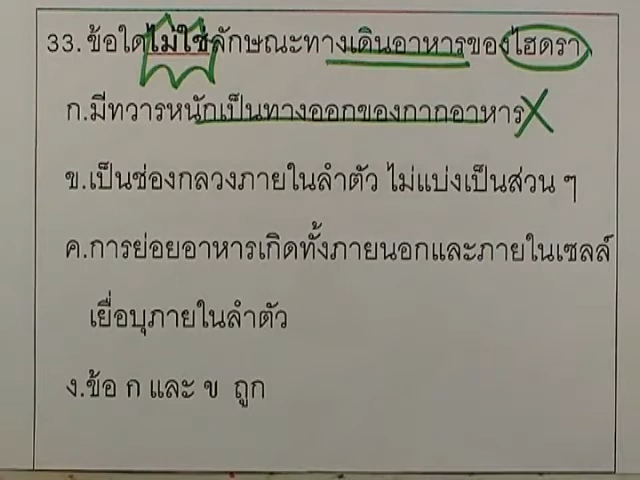 33. ข้อใดไม่ใช่ลักษณะทางเดินอาหารของไฮดรา
ก.มีทวารหนักเป็นทางออกของกากอาหาร X
ข.เป็นช่องกลวงภายในลำตัว ไม่แบ่งเป็นส่วน ๆ
ค.การย่อยอาหารเกิดทั้งภายนอกและภายในเซลล์
เยื่อบุภายในลำตัว
ง.ข้อ ก และ ข ถูก